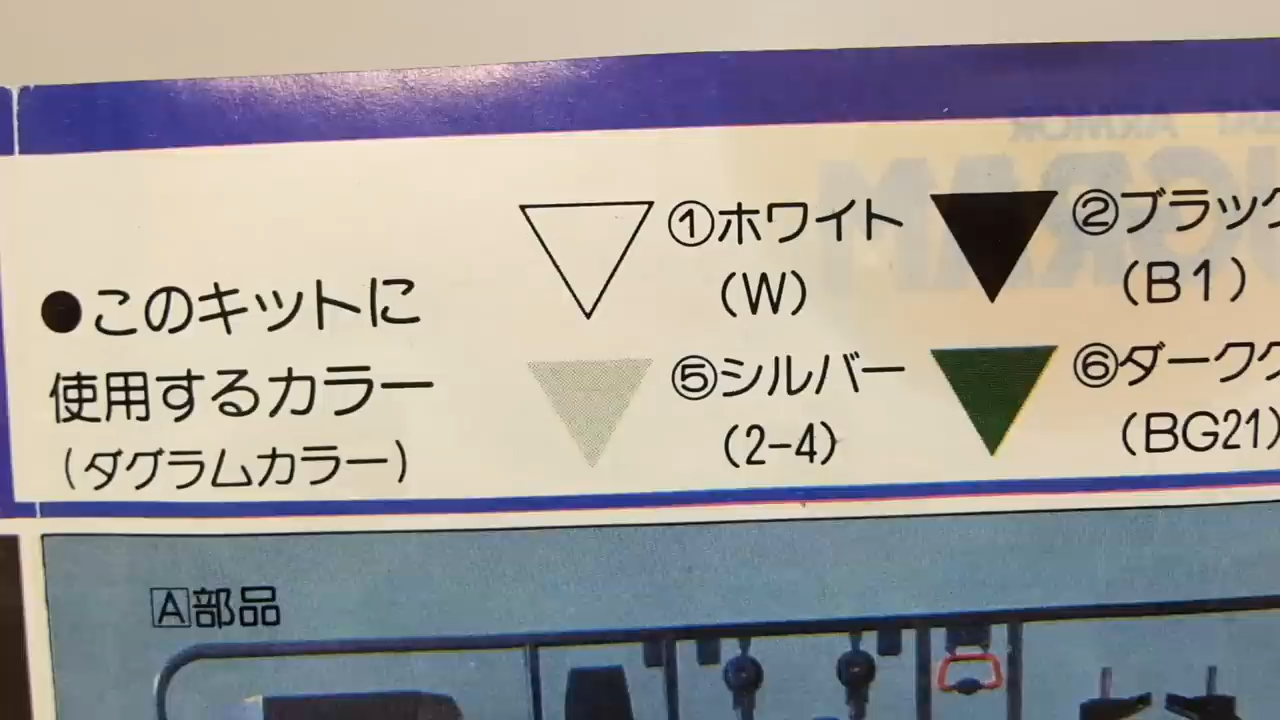 ●このキットに
使用するカラー
(ダグラムカラー)
①ホワイト
(W)
②ブラック
(B1)
⑤シルバー
(2-4)
⑥ダークグ
(BG21)
A部品